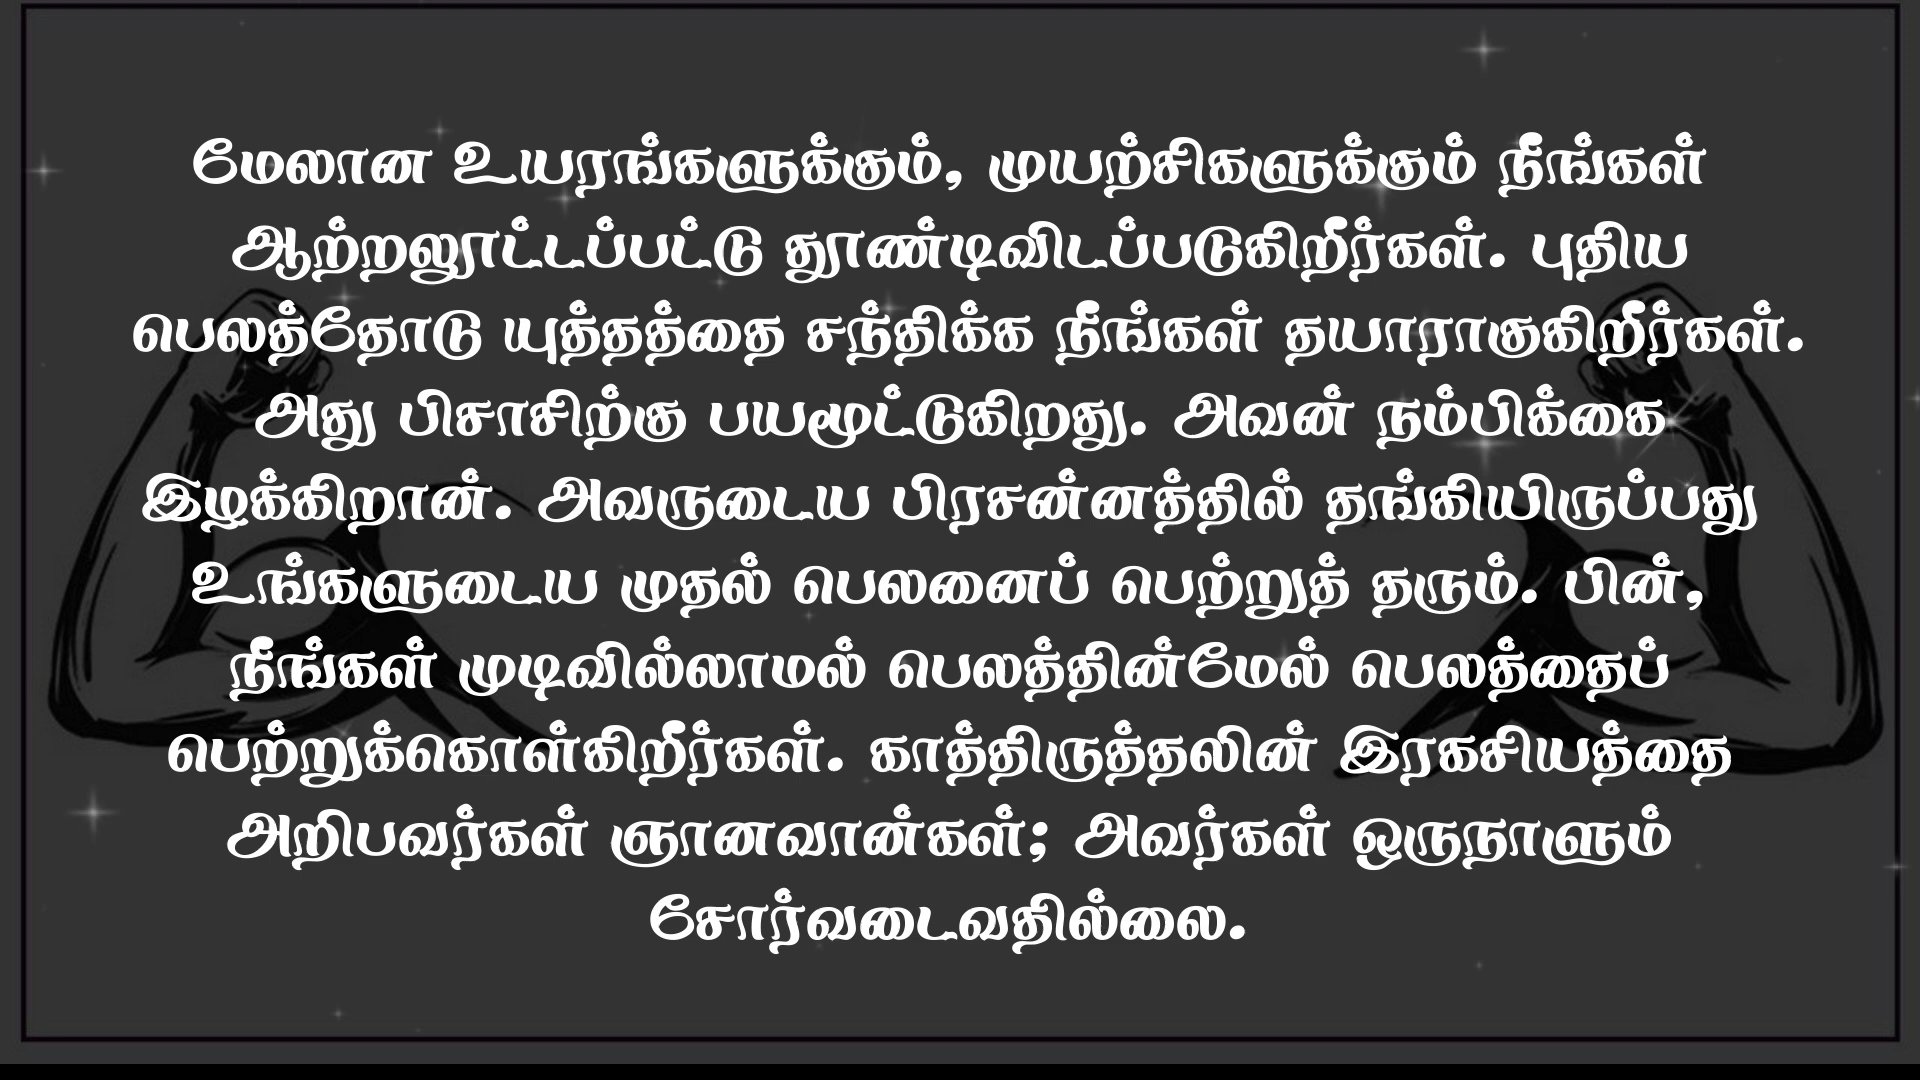 மேலான உயரங்களுக்கும், முயற்சிகளுக்கும் நீங்கள்
ஆற்றலூட்டப்பட்டு தூண்டிவிடப்படுகிறீர்கள். புதிய
பெலத்தோடு யுத்தத்தை சந்திக்க நீங்கள் தயாராகுகிறீர்கள்.
அது பிசாசிற்கு பயமூட்டுகிறது. அவன் நம்பிக்கை
இழக்கிறான். அவருடைய பிரசன்னத்தில் தங்கியிருப்பது
உங்களுடைய முதல் பெலனைப் பெற்றுத் தரும். பின்,
நீங்கள் முடிவில்லாமல் பெலத்தின்மேல் பெலத்தைப்
பெற்றுக்கொள்கிறீர்கள். காத்திருத்தலின் இரகசியத்தை
அறிபவர்கள் ஞானவான்கள்; அவர்கள் ஒருநாளும்
சோர்வடைவதில்லை.